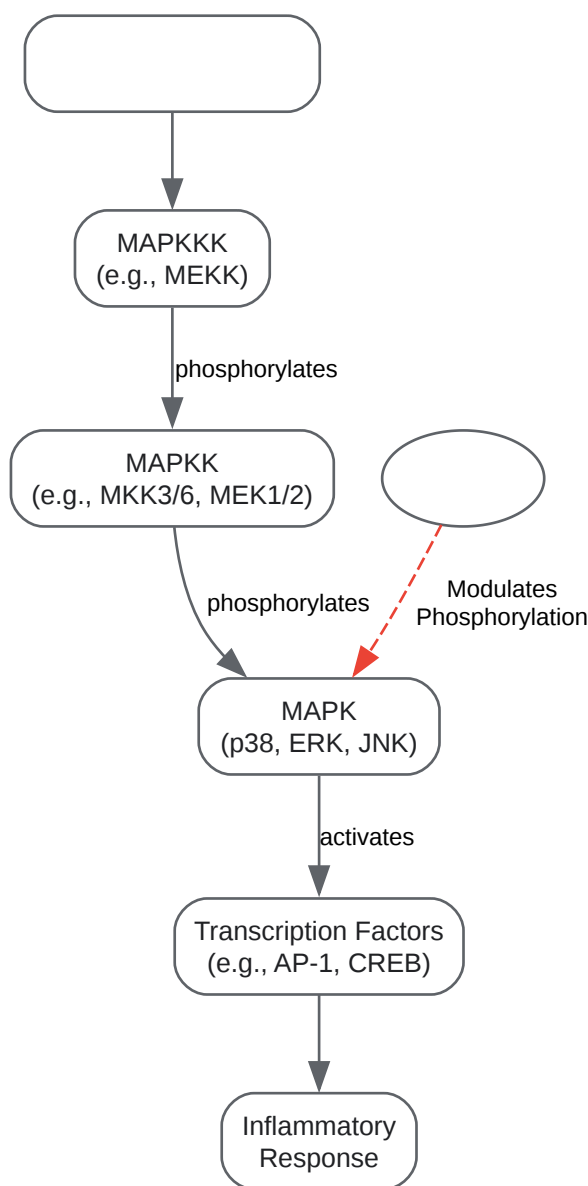 MAPKKK
(e.g., MEKK)
phosphorylates
MAPKK
(e.g., MKK3/6, MEK1/2)
phosphorylates
Modulates
Phosphorylation
MAPK
(p38, ERK, JNK)
activates
Transcription Factors
(e.g., AP-1, CREB)
Inflammatory
Response